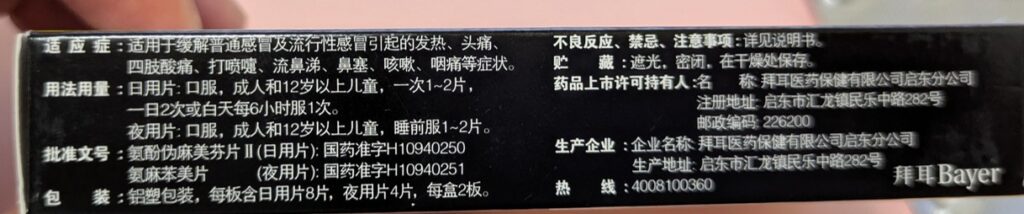 适 应 症：适用于缓解普通感冒及流行性感冒引起的发热、头痛、
四肢酸痛、打喷嚏、流鼻涕、鼻塞、咳嗽、咽痛等症状。
用法用量：日用片：口服，成人和12岁以上儿童，一次1~2片，
一日2次或白天每6小时服1次。
夜用片：口服，成人和12岁以上儿童，睡前服1~2片。
批准文号：氨酚伪麻美芬片Ⅱ(日用片)：国药准字H10940250
氨麻苯美片 (夜用片)：国药准字H10940251
包 装：铝塑包装，每板含日用片8片，夜用片4片，每盒2板。
不良反应、禁忌、注意事项：详见说明书。
贮 藏：遮光，密闭，在干燥处保存。
药品上市许可持有人：名 称：拜耳医药保健有限公司启东分公司
注册地址：启东市汇龙镇民乐中路282号
邮政编码：226200
生产企业：企业名称：拜耳医药保健有限公司启东分公司
生产地址：启东市汇龙镇民乐中路282号
热 线：4008100360
拜耳Bayer